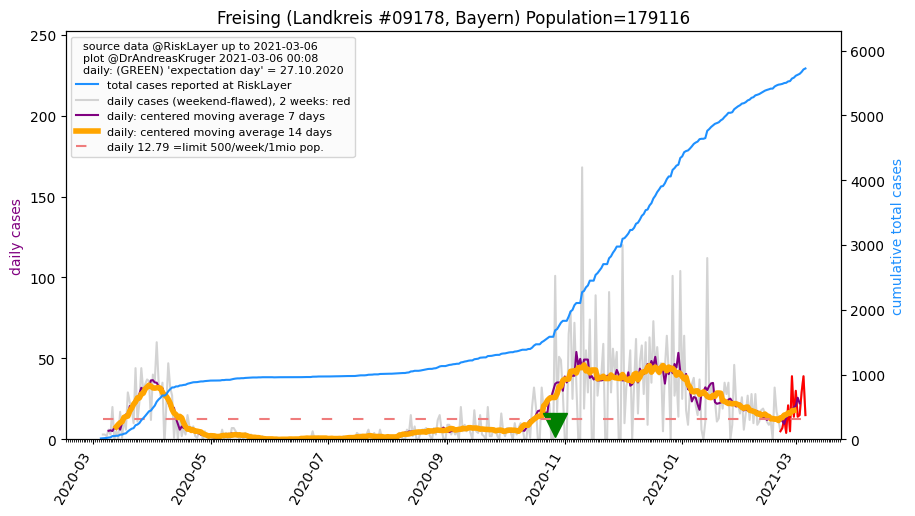 Freising (Landkreis #09178, Bayern) Population=179116
source data @RiskLayer up to 2021-03-06
plot @DrAndreasKruger 2021-03-06 00:08
daily: (GREEN) 'expectation day' = 27.10.2020
total cases reported at RiskLayer
daily cases (weekend-flawed), 2 weeks: red
daily: centered moving average 7 days
daily: centered moving average 14 days
daily 12.79 =limit 500/week/1mio pop.
daily cases
250
200
150
100
50
0
cumulative total cases
6000
5000
4000
3000
2000
1000
0
2020-03
2020-05
2020-07
2020-09
2020-11
2021-01
2021-03